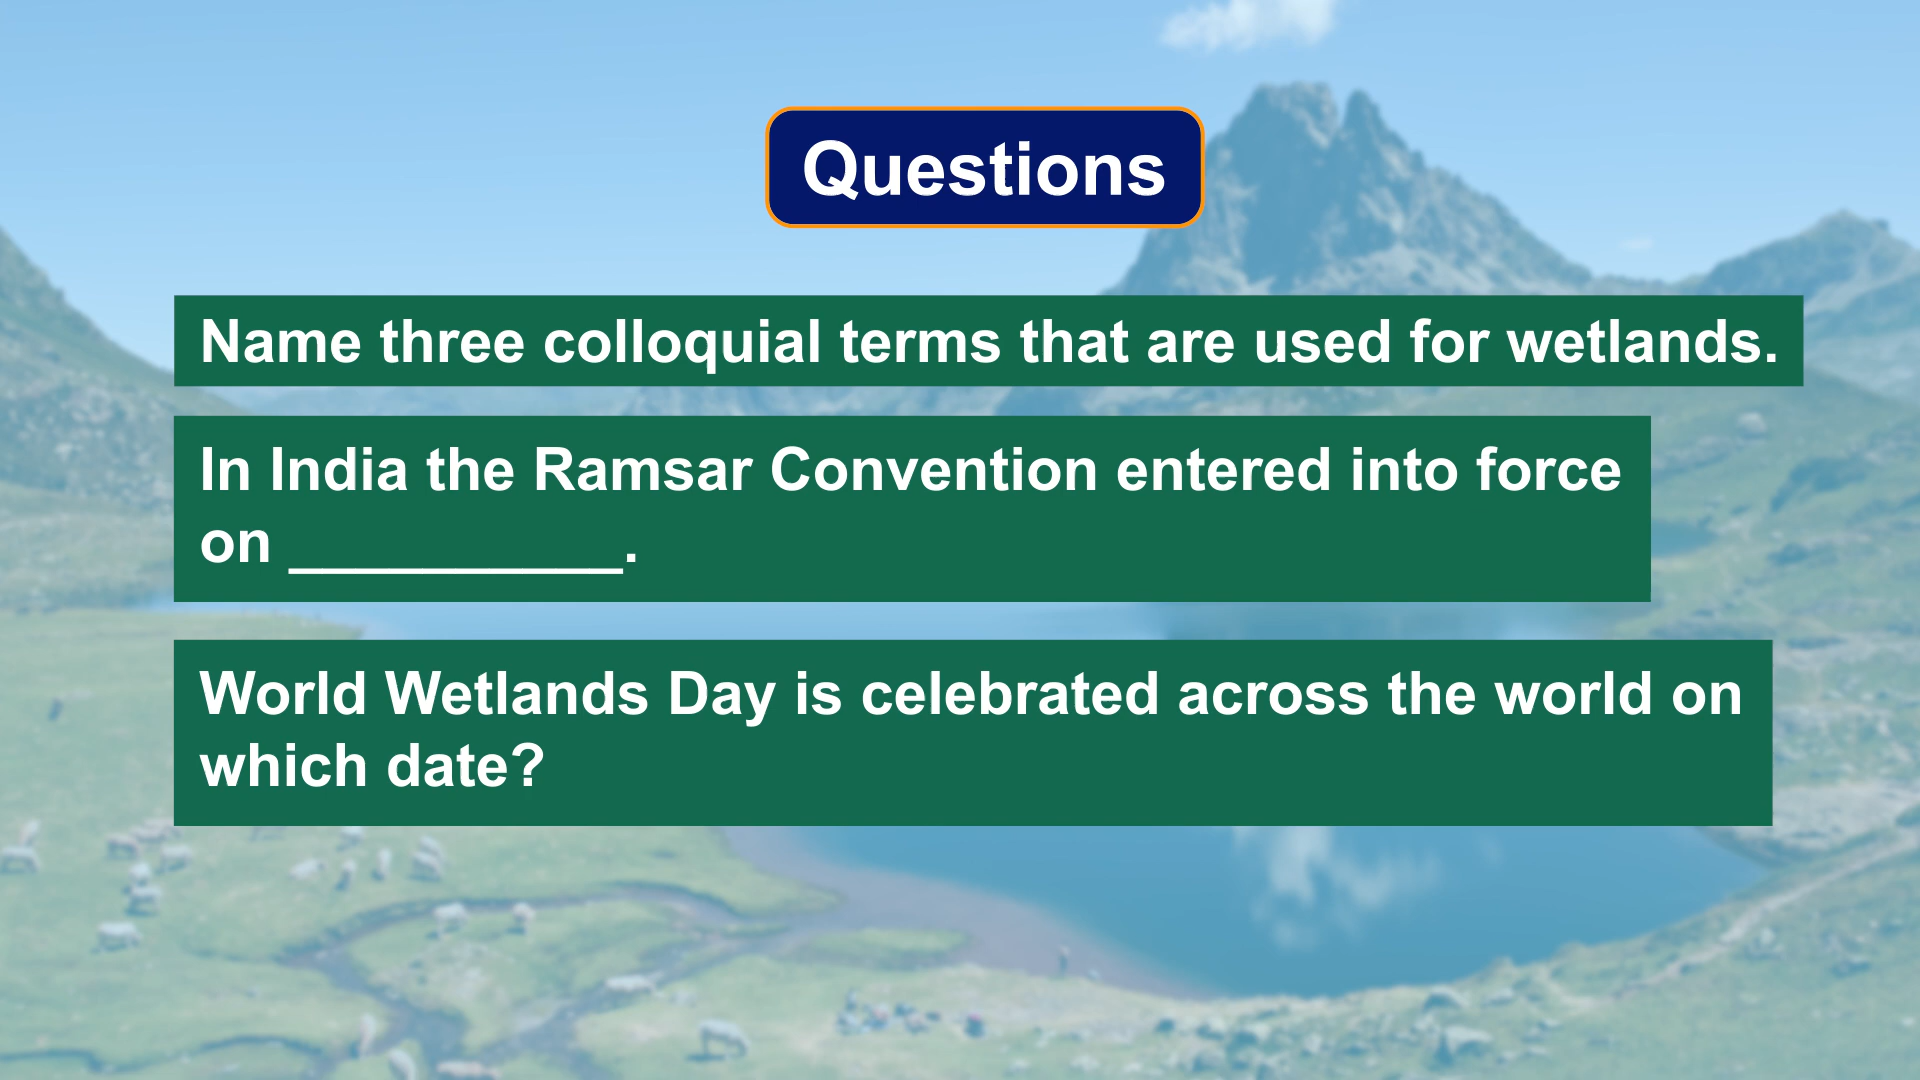 Questions
Name three colloquial terms that are used for wetlands.
In India the Ramsar Convention entered into force
on __________.
World Wetlands Day is celebrated across the world on
which date?